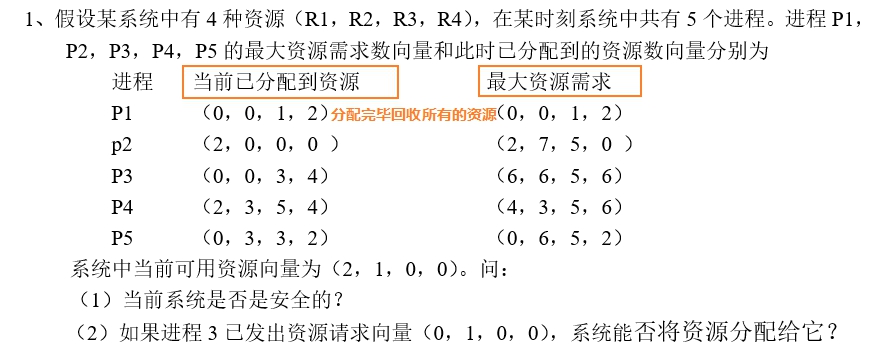 1、假设某系统中有 4 种资源（R1，R2，R3，R4），在某时刻系统中共有 5 个进程。进程 P1，
P2，P3，P4，P5 的最大资源需求数向量和此时已分配到的资源数向量分别为
进程 当前已分配到资源 最大资源需求
P1 （0，0，1，2）分配完毕回收所有的资源（0，0，1，2）
p2 （2，0，0，0 ） （2，7，5，0 ）
P3 （0，0，3，4） （6，6，5，6）
P4 （2，3，5，4） （4，3，5，6）
P5 （0，3，3，2） （0，6，5，2）
系统中当前可用资源向量为（2，1，0，0）。问：
（1）当前系统是否是安全的？
（2）如果进程 3 已发出资源请求向量（0，1，0，0），系统能否将资源分配给它？